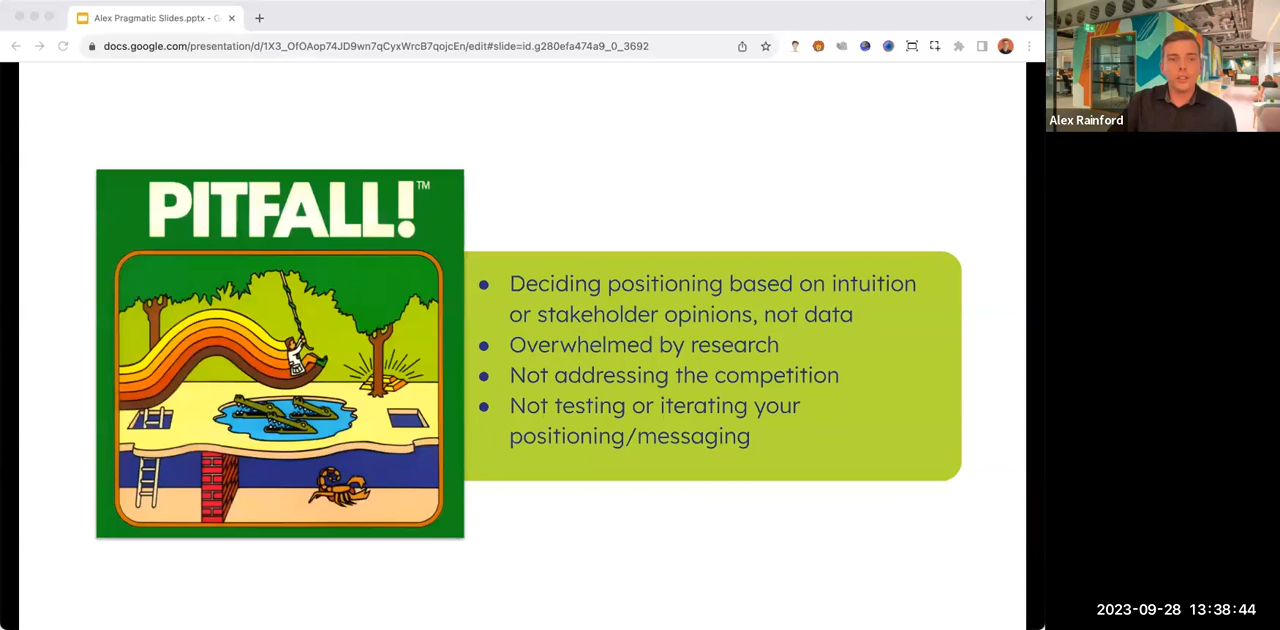 Alex Pragmatic Slides.pptx - G
docs.google.com/presentation/d/1X3_OfOAop74JD9wn7qCyxWrcB7qojcEn/edit#slide=id.g280efa474a9_0_3692
Alex Rainford
PITFALL!™
• Deciding positioning based on intuition
or stakeholder opinions, not data
• Overwhelmed by research
• Not addressing the competition
• Not testing or iterating your
positioning/messaging
2023-09-28 13:38:44